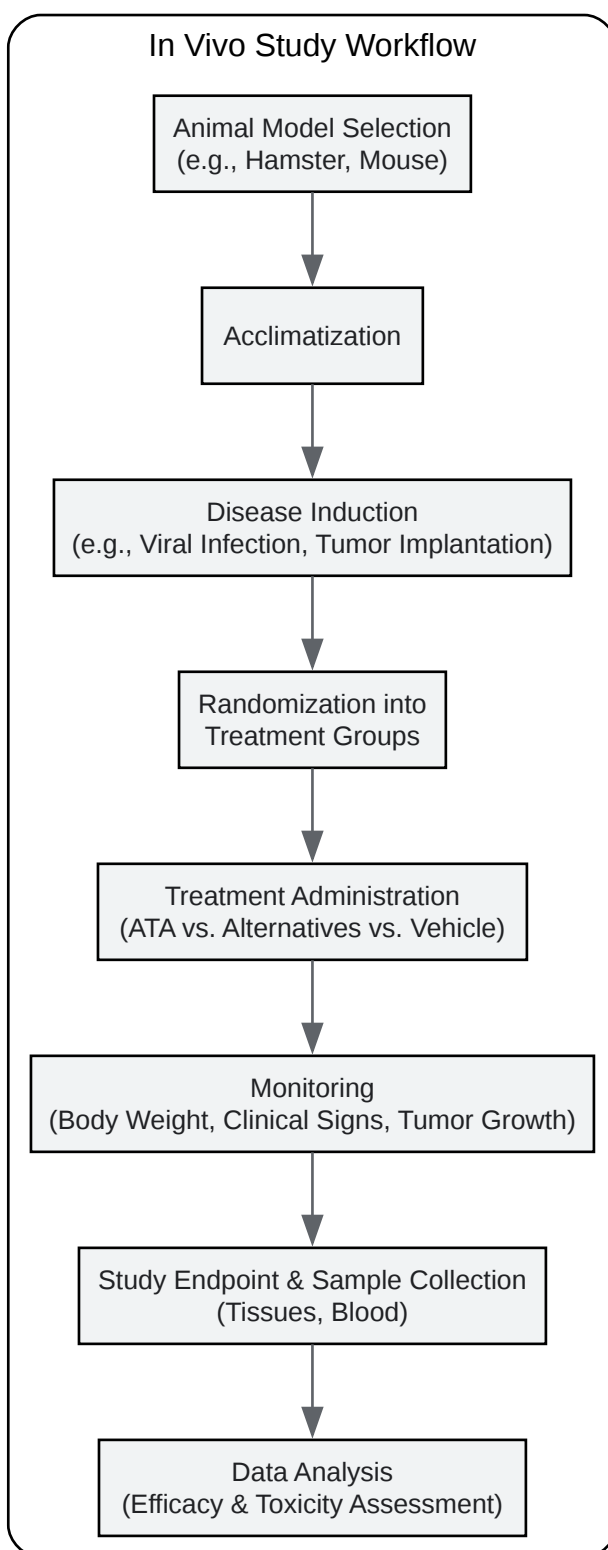 In Vivo Study Workflow
Animal Model Selection
(e.g., Hamster, Mouse)
Acclimatization
Disease Induction
(e.g., Viral Infection, Tumor Implantation)
Randomization into
Treatment Groups
Treatment Administration
(ATA vs. Alternatives vs. Vehicle)
Monitoring
(Body Weight, Clinical Signs, Tumor Growth)
Study Endpoint & Sample Collection
(Tissues, Blood)
Data Analysis
(Efficacy & Toxicity Assessment)